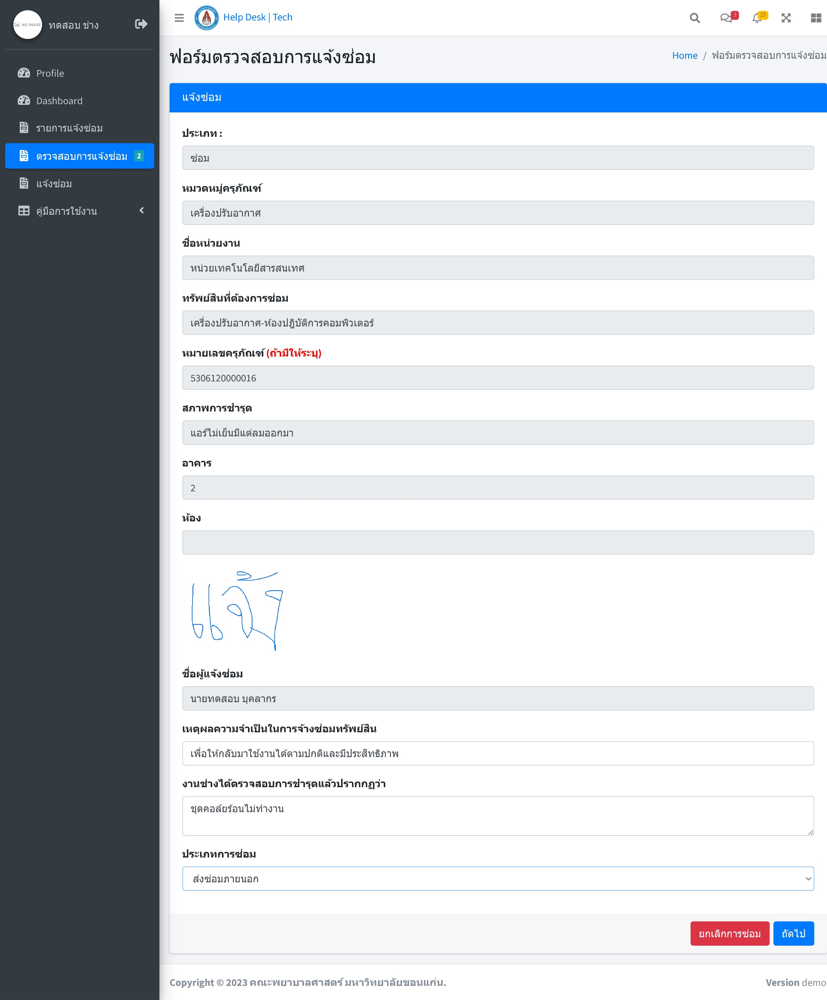 NO IMAGE
ทดสอบ ช่าง
Profile
Dashboard
รายการแจ้งซ่อม
ตรวจสอบการแจ้งซ่อม 2
แจ้งซ่อม
คู่มือการใช้งาน
Help Desk | Tech
3
15
ฟอร์มตรวจสอบการแจ้งซ่อม
Home / ฟอร์มตรวจสอบการแจ้งซ่อม
แจ้งซ่อม
ประเภท :
ซ่อม
หมวดหมู่ครุภัณฑ์
เครื่องปรับอากาศ
ชื่อหน่วยงาน
หน่วยเทคโนโลยีสารสนเทศ
ทรัพย์สินที่ต้องการซ่อม
เครื่องปรับอากาศ-ห้องปฎิบัติการคอมพิวเตอร์
หมายเลขครุภัณฑ์ (ถ้ามีให้ระบุ)
5306120000016
สภาพการชำรุด
แอร์ไม่เย็นมีแต่ลมออกมา
อาคาร
2
ห้อง
แจ้ง
ชื่อผู้แจ้งซ่อม
นายทดสอบ บุคลากร
เหตุผลความจำเป็นในการจ้างซ่อมทรัพย์สิน
เพื่อให้กลับมาใช้งานได้ตามปกติและมีประสิทธิภาพ
งานช่างได้ตรวจสอบการชำรุดแล้วปรากกฏว่า
ชุดคอล์ยร้อนไม่ทำงาน
ประเภทการซ่อม
ส่งซ่อมภายนอก
ยกเลิกการซ่อม
ถัดไป
Copyright © 2023 คณะพยาบาลศาสตร์ มหาวิทยาลัยขอนแก่น.
Version demo